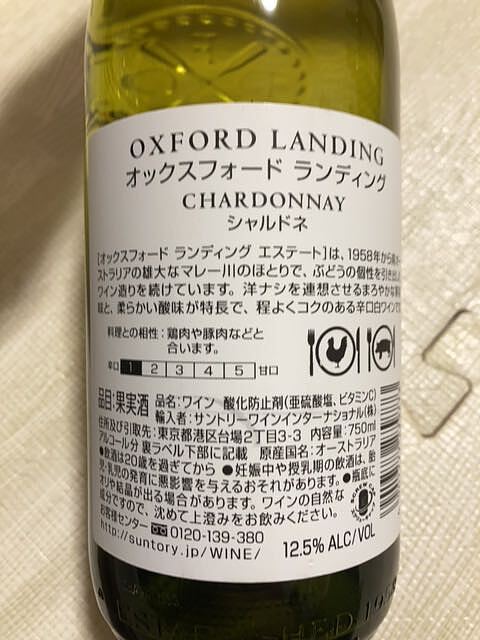 OXFORD LANDING
オックスフォード ランディング
CHARDONNAY
シャルドネ
[オックスフォード ランディング エステート]は、1958年から南オー
ストラリアの雄大なマレー川のほとりで、ぶどうの個性を引き出し
ワイン造りを続けています。洋ナシを連想させるまろやかな
味と、柔らかい酸味が特長で、程よくコクのある辛口白ワインで
料理との相性:鶏肉や豚肉などと
合います。
辛口 1 2 3 4 5 甘口
品目:果実酒 品名:ワイン 酸化防止剤(亜硫酸塩、ビタミンC)
輸入者:サントリーワインインターナショナル(株)
住所及び引取先:東京都港区台場2丁目3-3 内容量:750ml
アルコール分 裏ラベル下部に記載 原産国名:オーストラリア
●飲酒は20歳を過ぎてから ●妊娠中や授乳期の飲酒は、胎
児・乳児の発育に悪影響を与えるおそれがあります。●瓶底に
オリや結晶が出る場合があります。ワインの自然な
成分ですので、沈めて上澄みをお飲みください。
お客様センター 0120-139-380
http://suntory.jp/WINE/
12.5% ALC/VOL